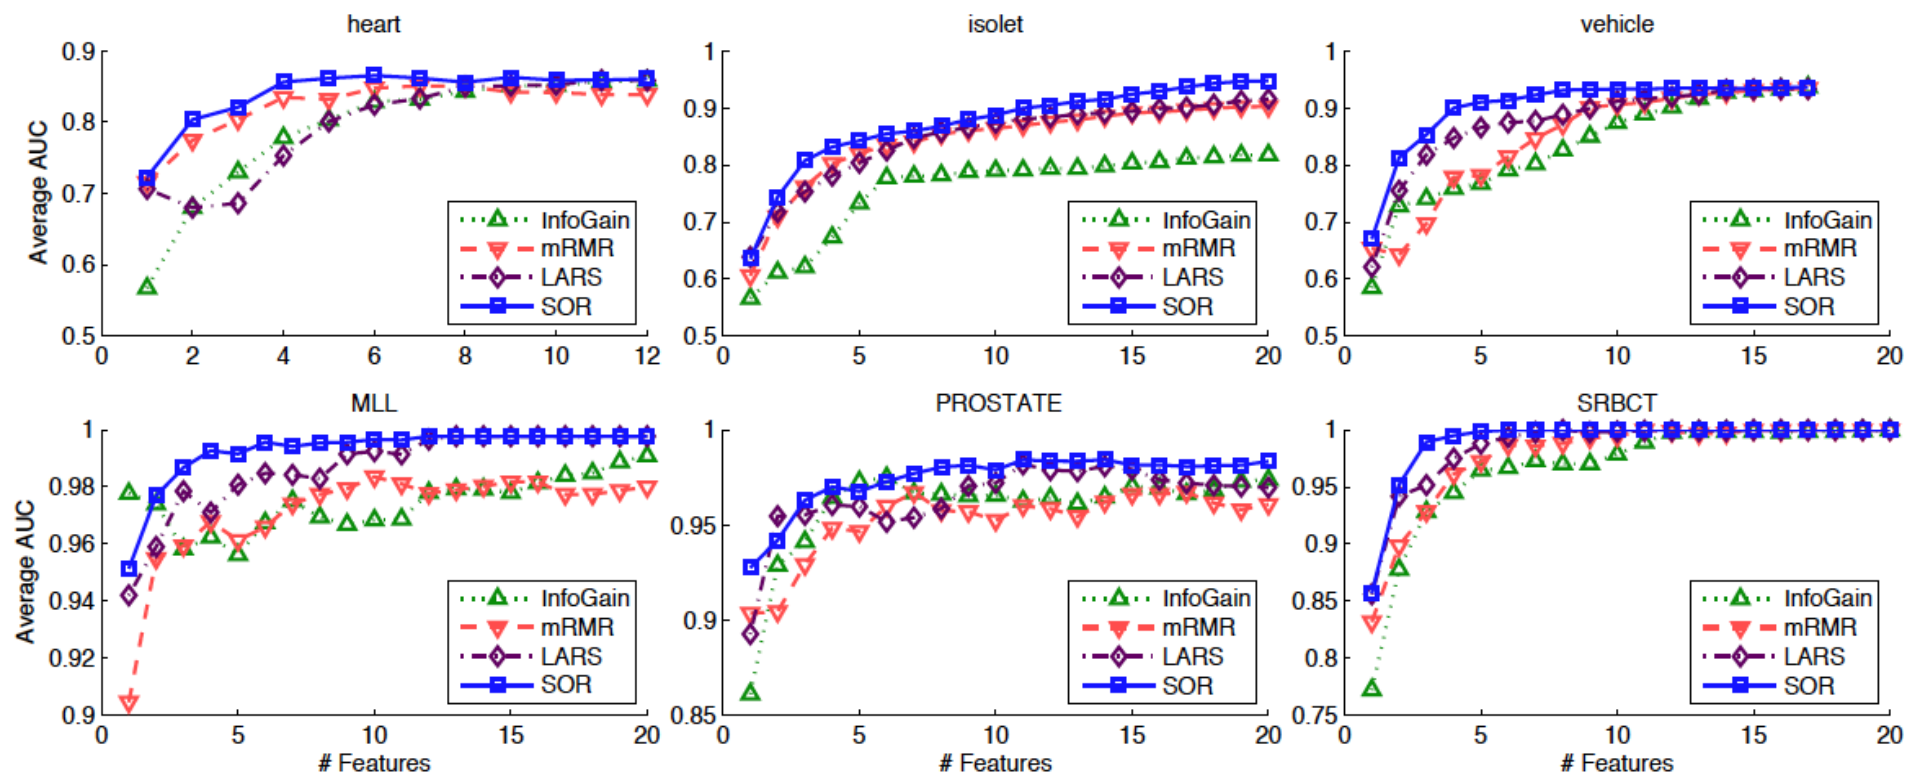 heart
0.9
0.8
0.7
0.6
0.5
Average AUC
InfoGain
mRMR
LARS
SOR
0 2 4 6 8 10 12
isolet
1
0.9
0.8
0.7
0.6
0.5
InfoGain
mRMR
LARS
SOR
0 5 10 15 20
vehicle
1
0.9
0.8
0.7
0.6
0.5
InfoGain
mRMR
LARS
SOR
0 5 10 15 20
MLL
1
0.98
0.96
0.94
0.92
0.9
Average AUC
InfoGain
mRMR
LARS
SOR
0 5 10 15 20
# Features
PROSTATE
1
0.95
0.9
0.85
InfoGain
mRMR
LARS
SOR
0 5 10 15 20
# Features
SRBCT
1
0.95
0.9
0.85
0.8
0.75
InfoGain
mRMR
LARS
SOR
0 5 10 15 20
# Features